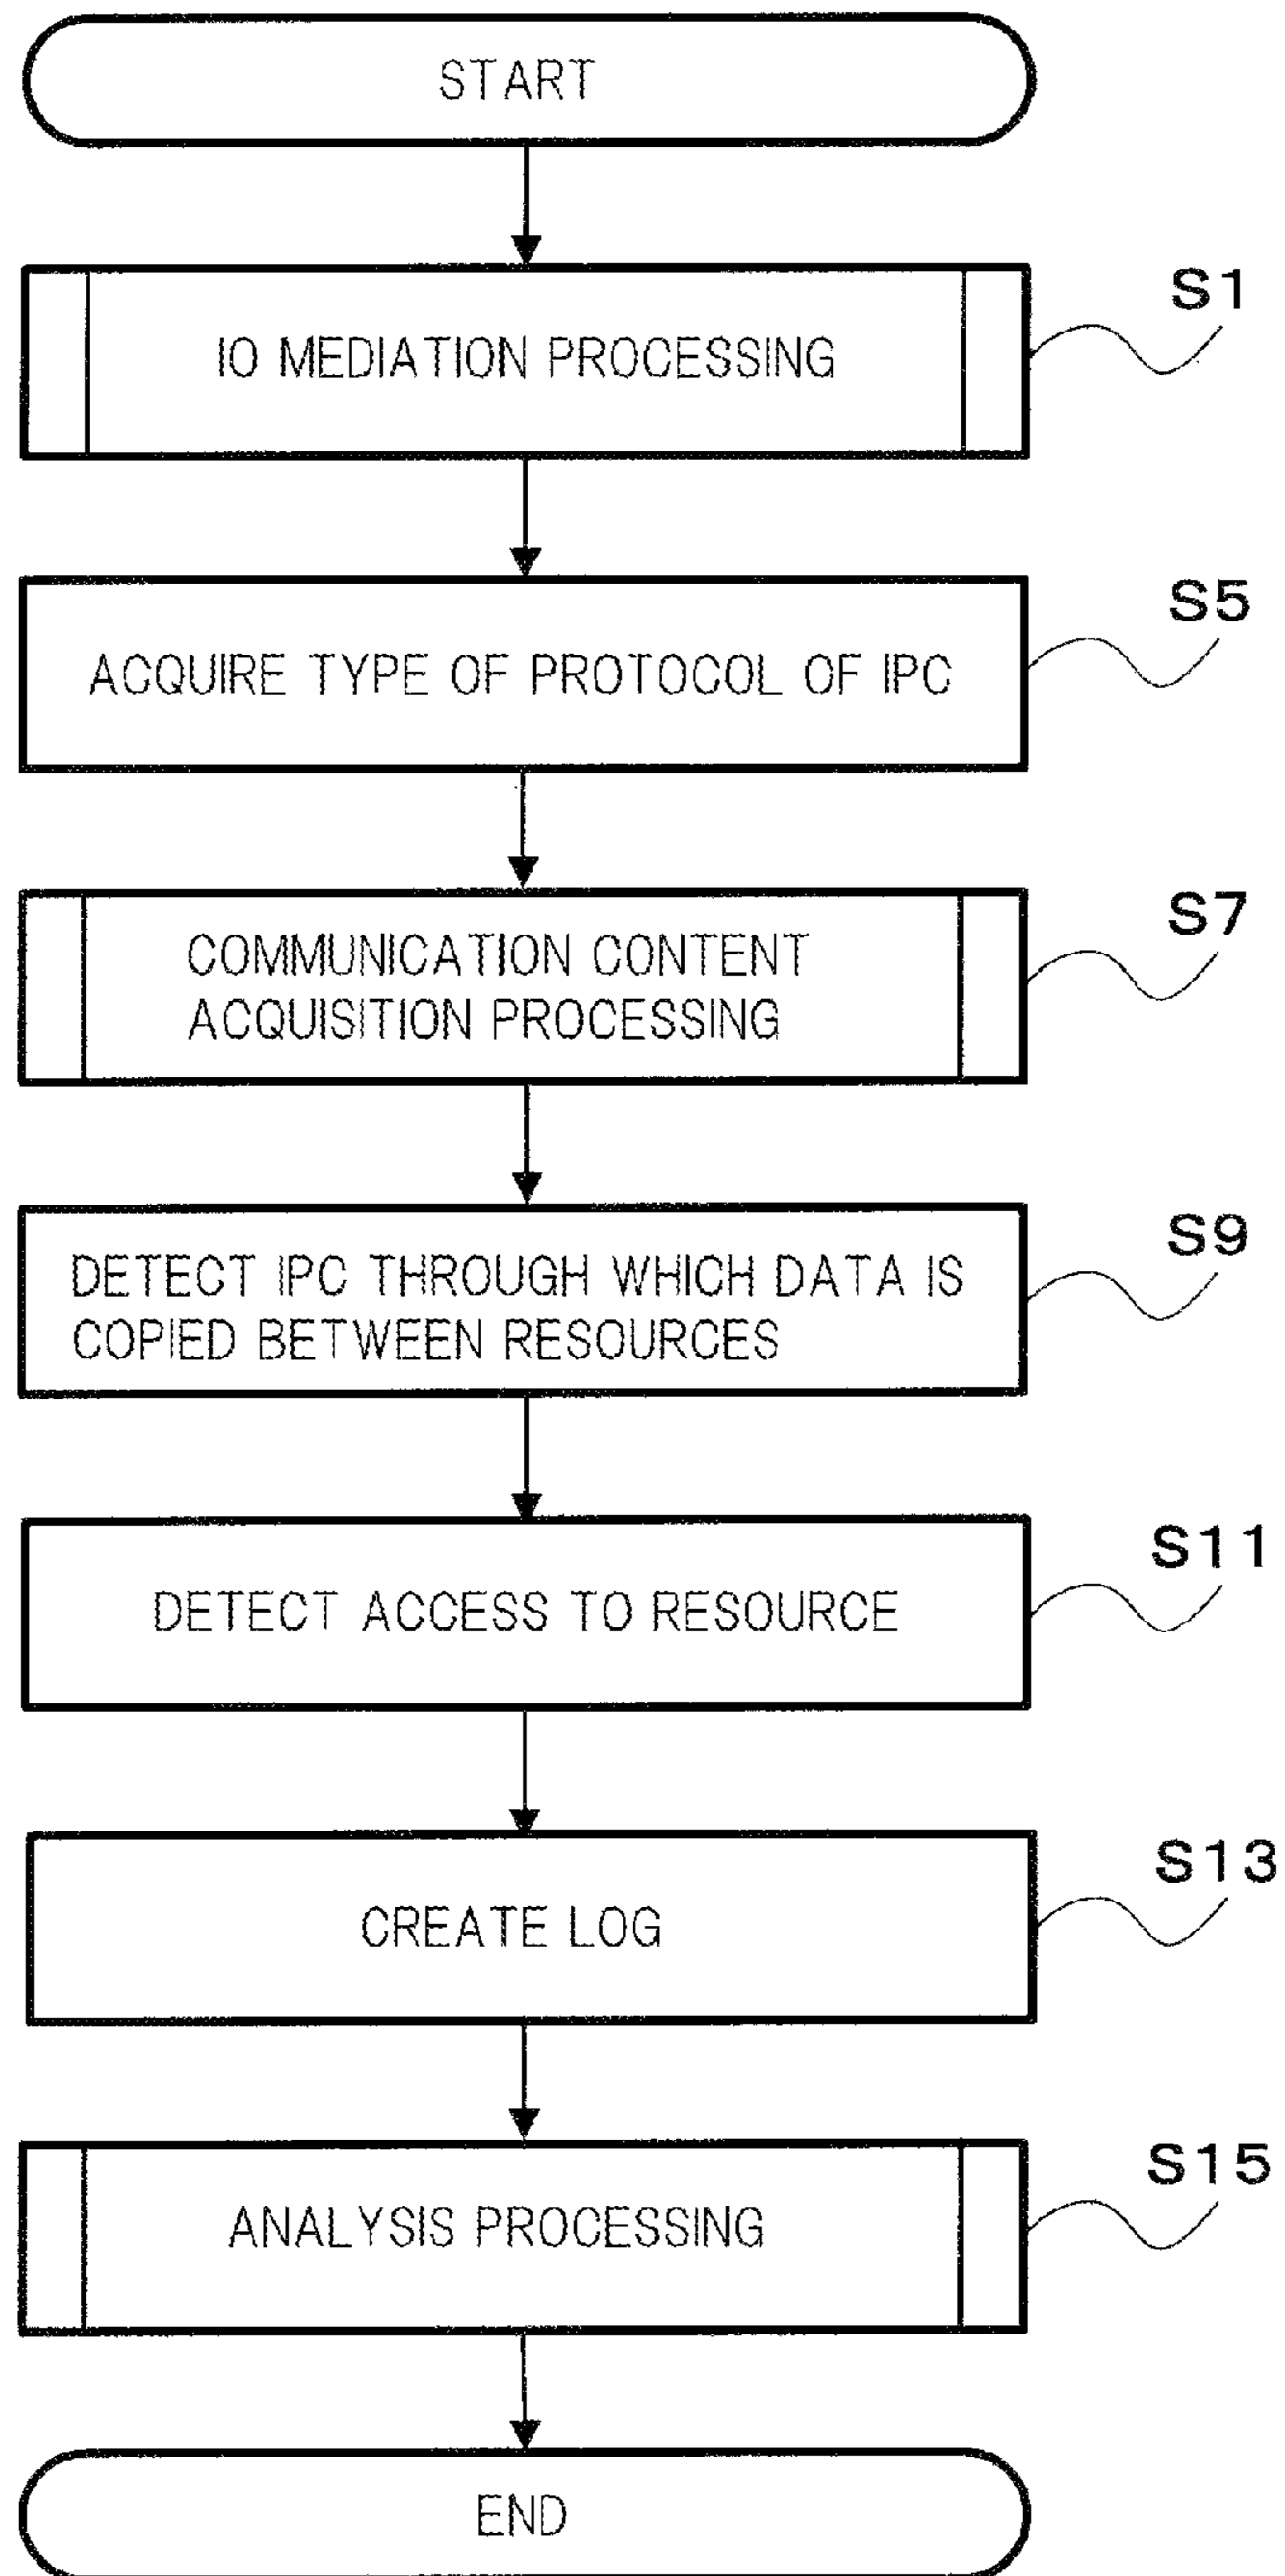 START
S1
IO MEDIATION PROCESSING
S5
ACQUIRE TYPE OF PROTOCOL OF IPC
S7
COMMUNICATION CONTENT
ACQUISITION PROCESSING
S9
DETECT IPC THROUGH WHICH DATA IS
COPIED BETWEEN RESOURCES
S11
DETECT ACCESS TO RESOURCE
S13
CREATE LOG
S15
ANALYSIS PROCESSING
END